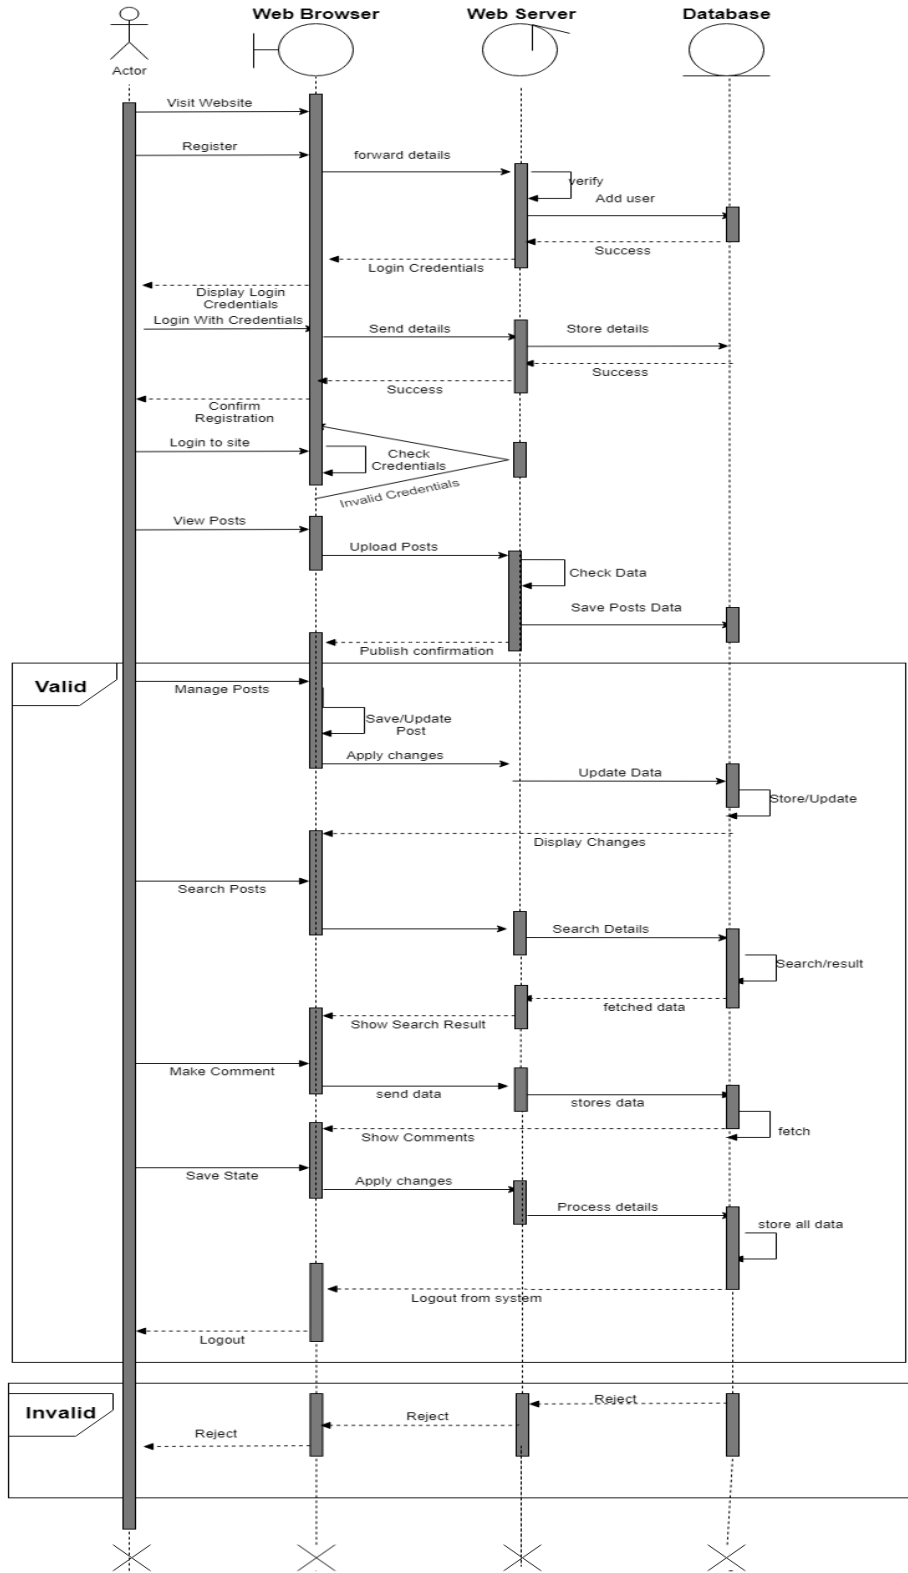 Web Browser
Web Server
Database
Actor
Visit Website
Register
forward details
verify
Add user
Success
Login Credentials
Display Login
Credentials
Login With Credentials
Send details
Store details
Success
Success
Confirm
Registration
Login to site
Check
Credentials
Invalid Credentials
View Posts
Upload Posts
Check Data
Save Posts Data
Publish confirmation
Valid
Manage Posts
Save/Update
Post
Apply changes
Update Data
Store/Update
Display Changes
Search Posts
Search Details
Search/result
fetched data
Show Search Result
Make Comment
send data
stores data
fetch
Show Comments
Save State
Apply changes
Process details
store all data
Logout from system
Logout
Invalid
Reject
Reject
Reject